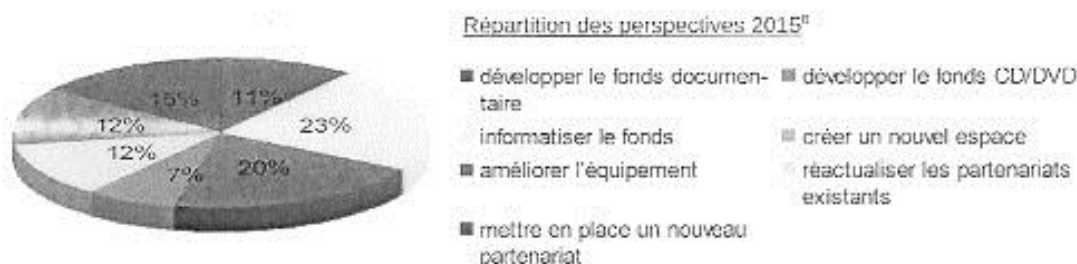 Répartition des perspectives 2015
développer le fonds documen-
taire
développer le fonds CD/DVD
informatiser le fonds
créer un nouvel espace
améliorer l'équipement
réactualiser les partenariats
existants
mettre en place un nouveau
partenariat
15%
11%
23%
12%
12%
7%
20%